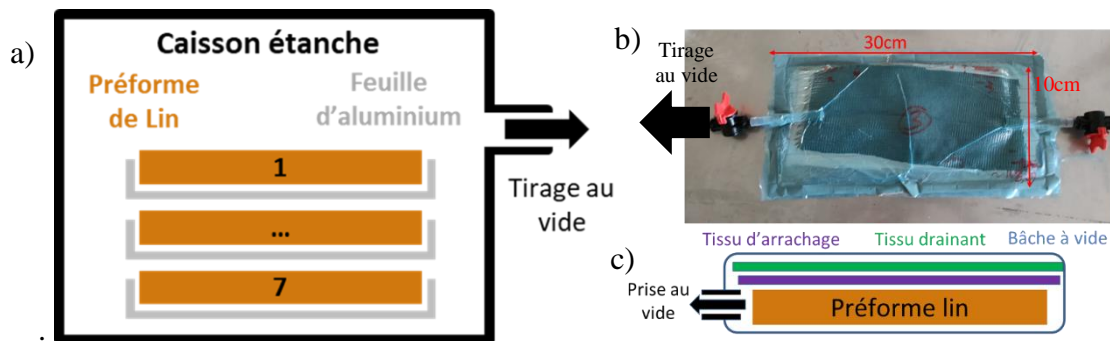 a)
Caisson étanche
Préforme
de Lin
Feuille
d'aluminium
1
...
7
Tirage au
vide
.
b)
Tirage
au vide
30cm
10cm
Tissu d'arrachage
Tissu drainant
Bâche à vide
c)
Prise au
vide
Préforme lin